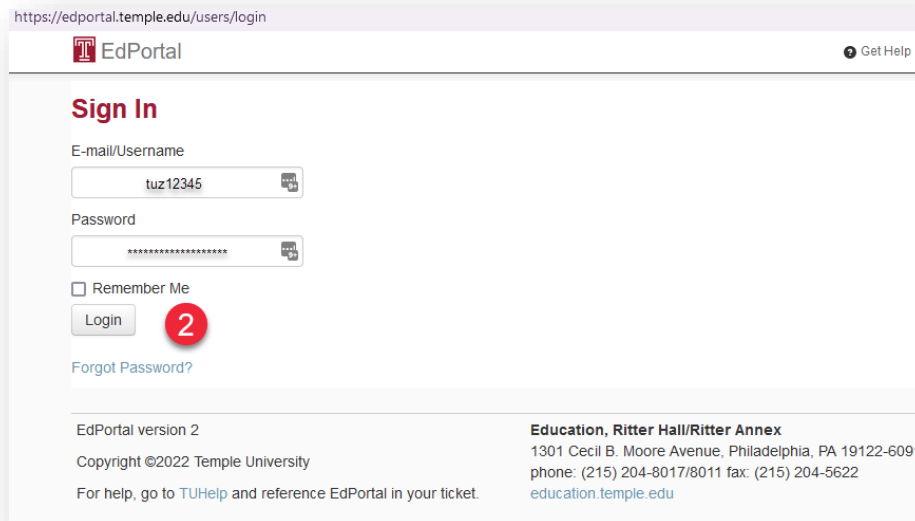 https://edportal.temple.edu/users/login
EdPortal
Get Help
Sign In
E-mail/Username
tuz12345
Password
*******************
Remember Me
Login
2
Forgot Password?
EdPortal version 2
Copyright ©2022 Temple University
For help, go to TUHelp and reference EdPortal in your ticket.
Education, Ritter Hall/Ritter Annex
1301 Cecil B. Moore Avenue, Philadelphia, PA 19122-609
phone: (215) 204-8017/8011 fax: (215) 204-5622
education.temple.edu